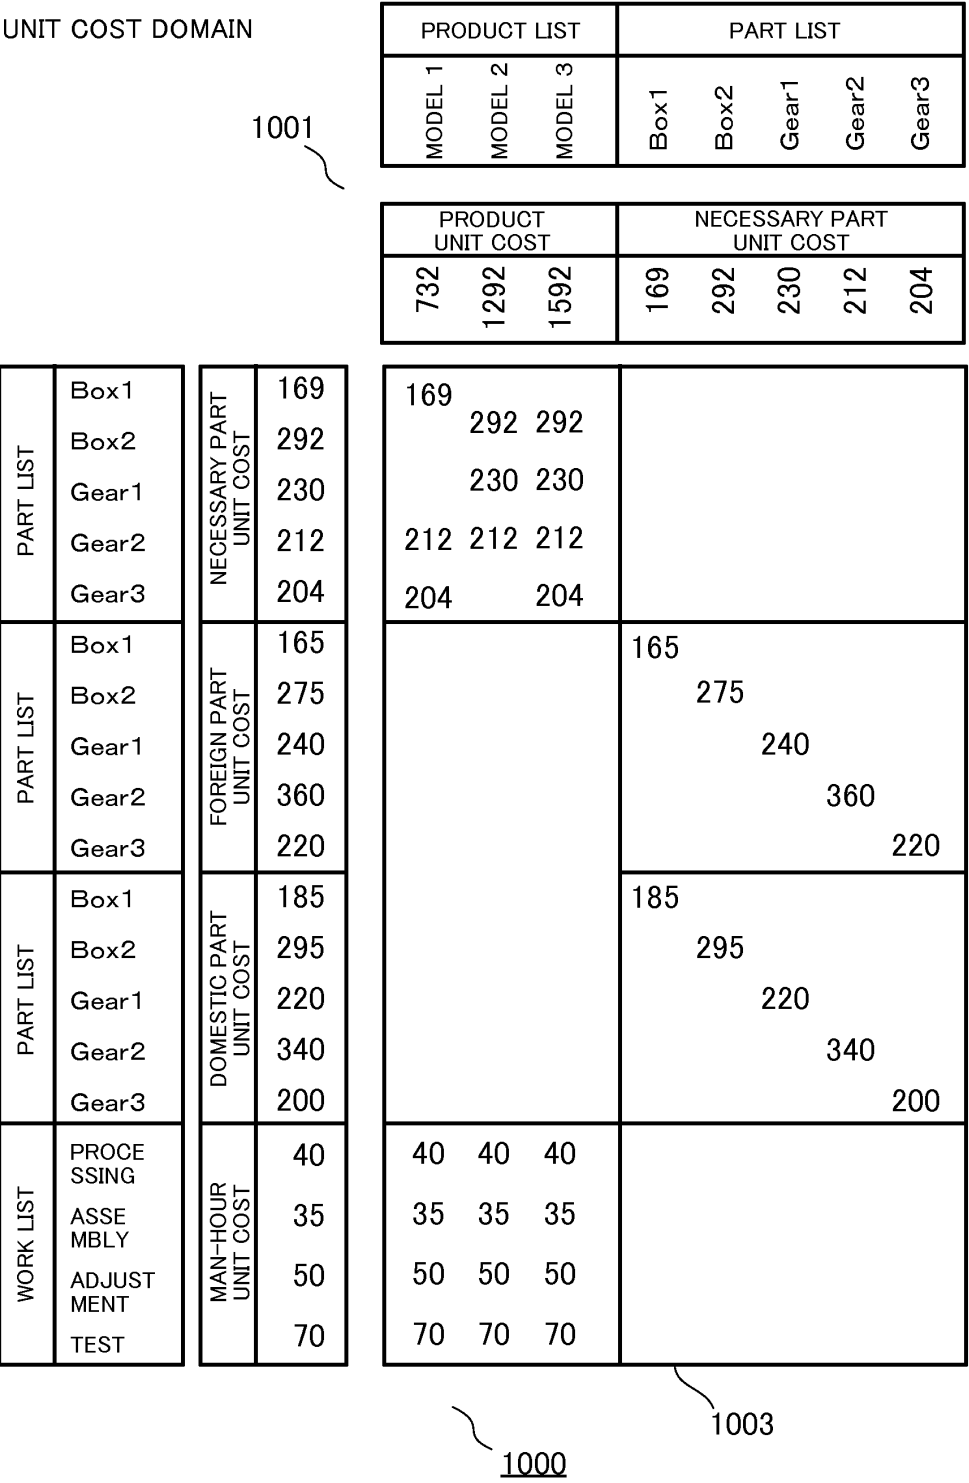 UNIT COST DOMAIN
PRODUCT LIST PART LIST
MODEL 1 MODEL 2 MODEL 3 Box1 Box2 Gear1 Gear2 Gear3
1001
PRODUCT UNIT COST NECESSARY PART UNIT COST
732 1292 1592 169 292 230 212 204
PART LIST
NECESSARY PART
UNIT COST
Box1 169 169
Box2 292 292 292
Gear1 230 230 230
Gear2 212 212 212 212
Gear3 204 204 204
PART LIST
FOREIGN PART
UNIT COST
Box1 165 165
Box2 275 275
Gear1 240 240
Gear2 360 360
Gear3 220 220
PART LIST
DOMESTIC PART
UNIT COST
Box1 185 185
Box2 295 295
Gear1 220 220
Gear2 340 340
Gear3 200 200
WORK LIST
MAN-HOUR
UNIT COST
PROCE
SSING 40 40 40 40
ASSE
MBLY 35 35 35 35
ADJUST
MENT 50 50 50 50
TEST 70 70 70 70
1003
1000